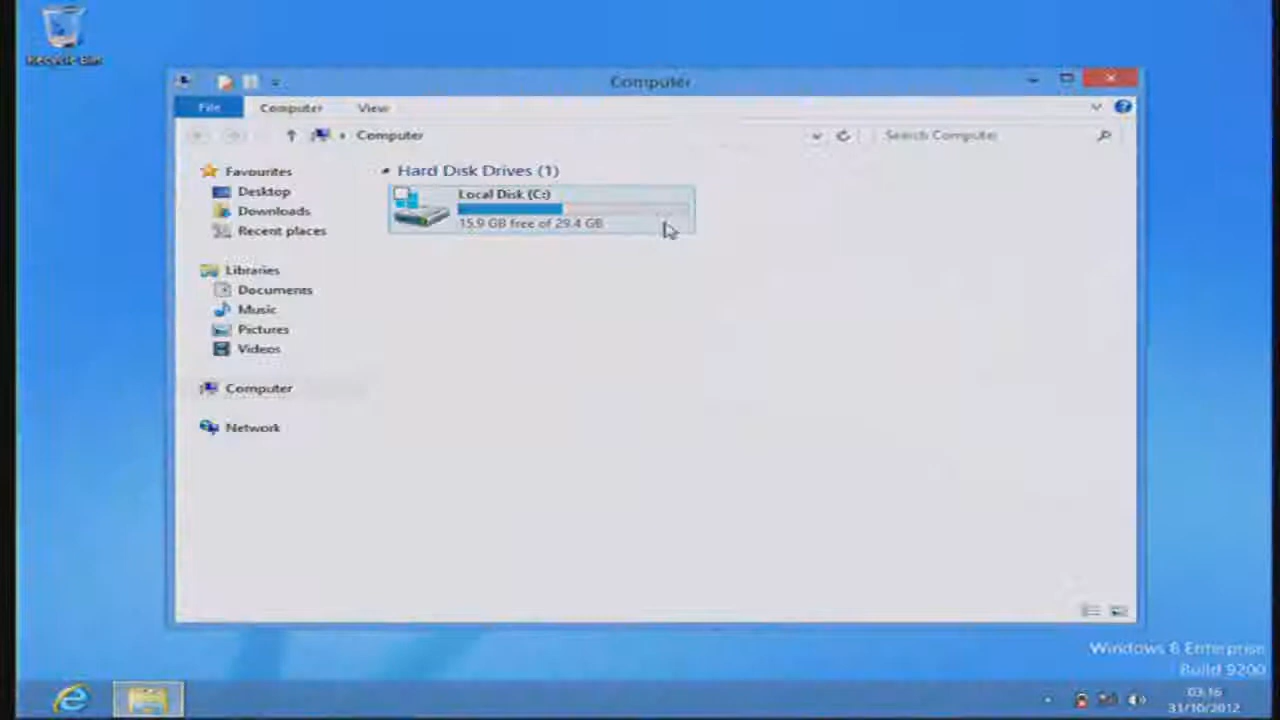 Recycle Bin
Computer
File Computer View
Computer
Search Computer
Favourites
Desktop
Downloads
Recent places
Libraries
Documents
Music
Pictures
Videos
Computer
Network
Hard Disk Drives (1)
Local Disk (C:)
15.9 GB free of 29.4 GB
Windows 8 Enterprise
Build 9200
03:16
31/10/2012